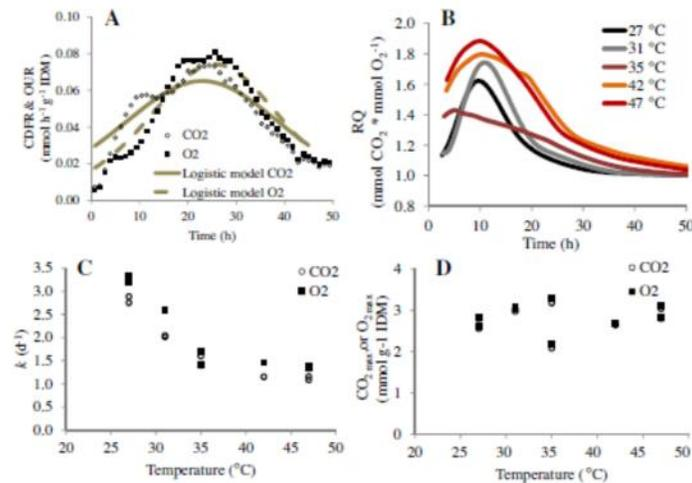 A
CDFR & OUR
(mmol h-1 g-1 IDM)
0.10
0.08
0.06
0.04
0.02
0.00
CO2
O2
Logistic model CO2
Logistic model O2
0 10 20 30 40 50
Time (h)
B
RQ
(mmol CO2 * mmol O2-1)
2.0
1.8
1.6
1.4
1.2
1.0
0.8
27 °C
31 °C
35 °C
42 °C
47 °C
0 10 20 30 40 50
Time (h)
C
k (d-1)
3.5
3.0
2.5
2.0
1.5
1.0
0.5
0.0
CO2
O2
20 25 30 35 40 45 50
Temperature (°C)
D
CO2 max, or O2 max
(mmol g-1 IDM)
4
3
2
1
0
CO2
O2
20 25 30 35 40 45 50
Temperature (°C)